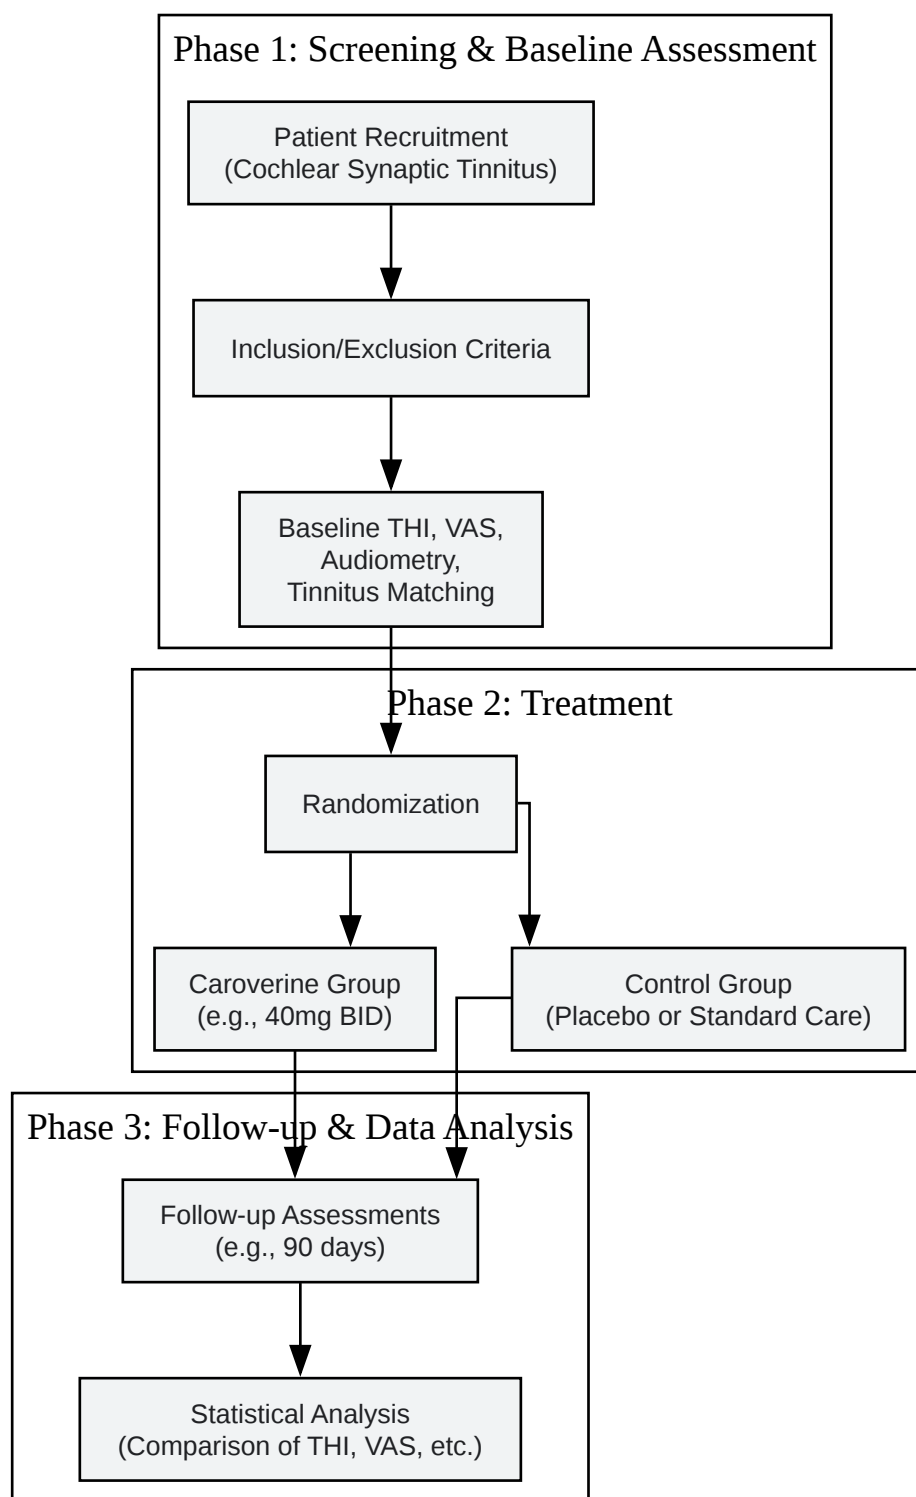 Phase 1: Screening & Baseline Assessment
Patient Recruitment
(Cochlear Synaptic Tinnitus)
Inclusion/Exclusion Criteria
Baseline THI, VAS,
Audiometry,
Tinnitus Matching
Phase 2: Treatment
Randomization
Caroverine Group
(e.g., 40mg BID)
Control Group
(Placebo or Standard Care)
Phase 3: Follow-up & Data Analysis
Follow-up Assessments
(e.g., 90 days)
Statistical Analysis
(Comparison of THI, VAS, etc.)